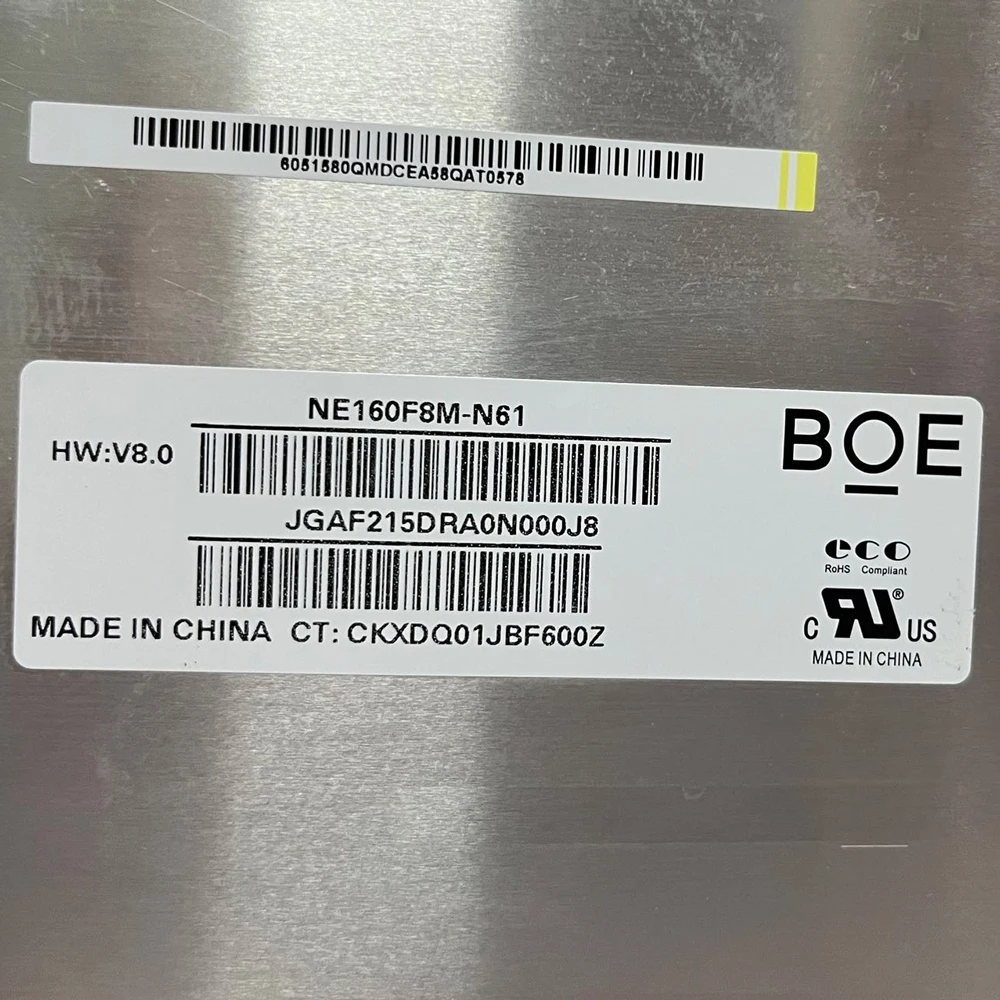 6051580QMDCEA58QAT0578
NE160F8M-N61
HW:V8.0
BOE
JGAF215DRA0N000J8
eco
RoHS Compliant
MADE IN CHINA CT: CKXDQ01JBF600Z
C RU ® US
MADE IN CHINA